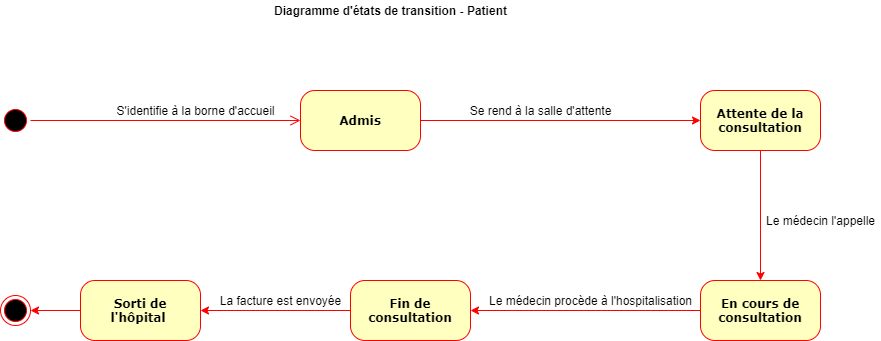 Diagramme d'états de transition - Patient
S'identifie à la borne d'accueil
Admis
Se rend à la salle d'attente
Attente de la
consultation
Le médecin l'appelle
Sorti de
l'hôpital
La facture est envoyée
Fin de
consultation
Le médecin procède à l'hospitalisation
En cours de
consultation